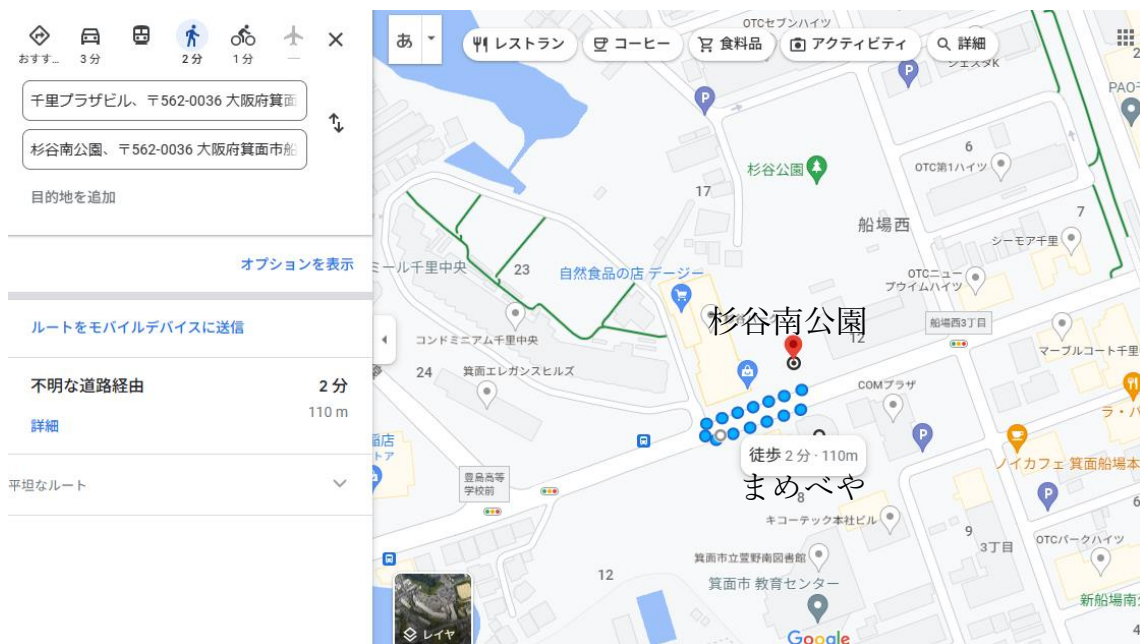 おすす...
3 分
2 分
1 分
—
千里プラザビル、〒562-0036 大阪府箕面
杉谷南公園、〒562-0036 大阪府箕面市船
目的地を追加
オプションを表示
ルートをモバイルデバイスに送信
不明な道路経由
2 分
110 m
詳細
平坦なルート
あ
レストラン
コーヒー
食料品
アクティビティ
詳細
OTCセブンハイツ
シェスタK
PAO千
P
P
杉谷公園
6
OTC第1ハイツ
17
船場西
7
シーモア千里
ミール千里中央
23
自然食品の店 デージー
OTCニュー
プライムハイツ
杉谷南公園
船場西3丁目
12
コンドミニアム千里中央
マーブルコート千里
24
箕面エレガンスヒルズ
COMプラザ
ラ・パ
稲店
トア
P
徒歩 2 分 · 110m
ノイカフェ 箕面船場本
豊島高等
学校前
まめべや
8
P
6
キコーテック本社ビル
9
3丁目
OTCパークハイツ
箕面市立萱野南図書館
12
箕面市 教育センター
新船場南公
レイヤ
Google
4